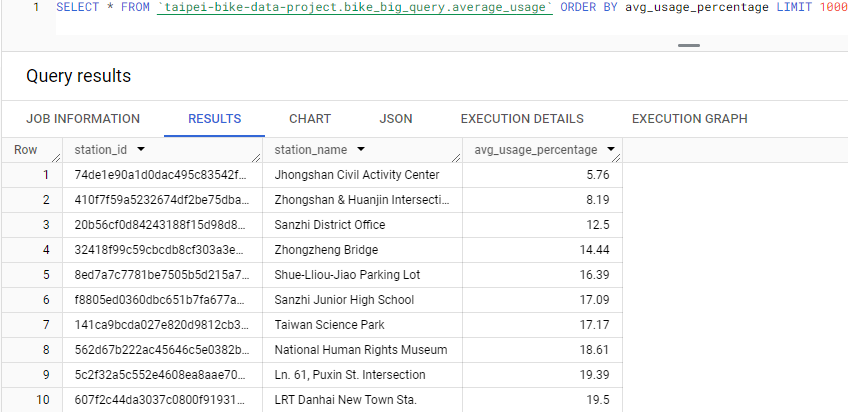 1 SELECT * FROM `taipei-bike-data-project.bike_big_query.average_usage` ORDER BY avg_usage_percentage LIMIT 1000
Query results
JOB INFORMATION RESULTS CHART JSON EXECUTION DETAILS EXECUTION GRAPH
Row station_id station_name avg_usage_percentage
1 74de1e90a1d0dac495c83542f... Jhongshan Civil Activity Center 5.76
2 410f7f59a5232674df2be75dba... Zhongshan & Huanjin Intersecti... 8.19
3 20b56cf0d84243188f15d98d8... Sanzhi District Office 12.5
4 32418f99c59cbcdb8cf303a3e... Zhongzheng Bridge 14.44
5 8ed7a7c7781be7505b5d215a7... Shue-Lliou-Jiao Parking Lot 16.39
6 f8805ed0360dbc651b7fa677a... Sanzhi Junior High School 17.09
7 141ca9bcda027e820d9812cb3... Taiwan Science Park 17.17
8 562d67b222ac45646c5e0382b... National Human Rights Museum 18.61
9 5c2f32a5c552e4608ea8aae70... Ln. 61, Puxin St. Intersection 19.39
10 607f2c44da3037c0800f91931... LRT Danhai New Town Sta. 19.5